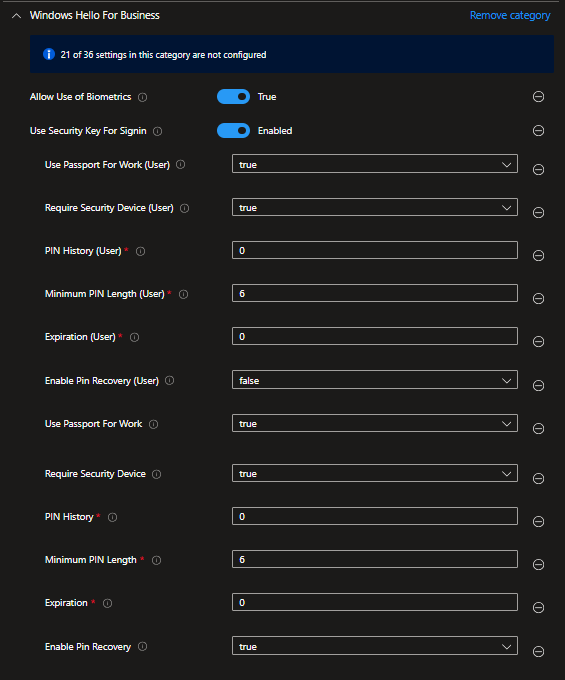 Windows Hello For Business
Remove category
21 of 36 settings in this category are not configured
Allow Use of Biometrics
True
Use Security Key For Signin
Enabled
Use Passport For Work (User)
true
Require Security Device (User)
true
PIN History (User) *
0
Minimum PIN Length (User) *
6
Expiration (User) *
0
Enable Pin Recovery (User)
false
Use Passport For Work
true
Require Security Device
true
PIN History *
0
Minimum PIN Length *
6
Expiration *
0
Enable Pin Recovery
true